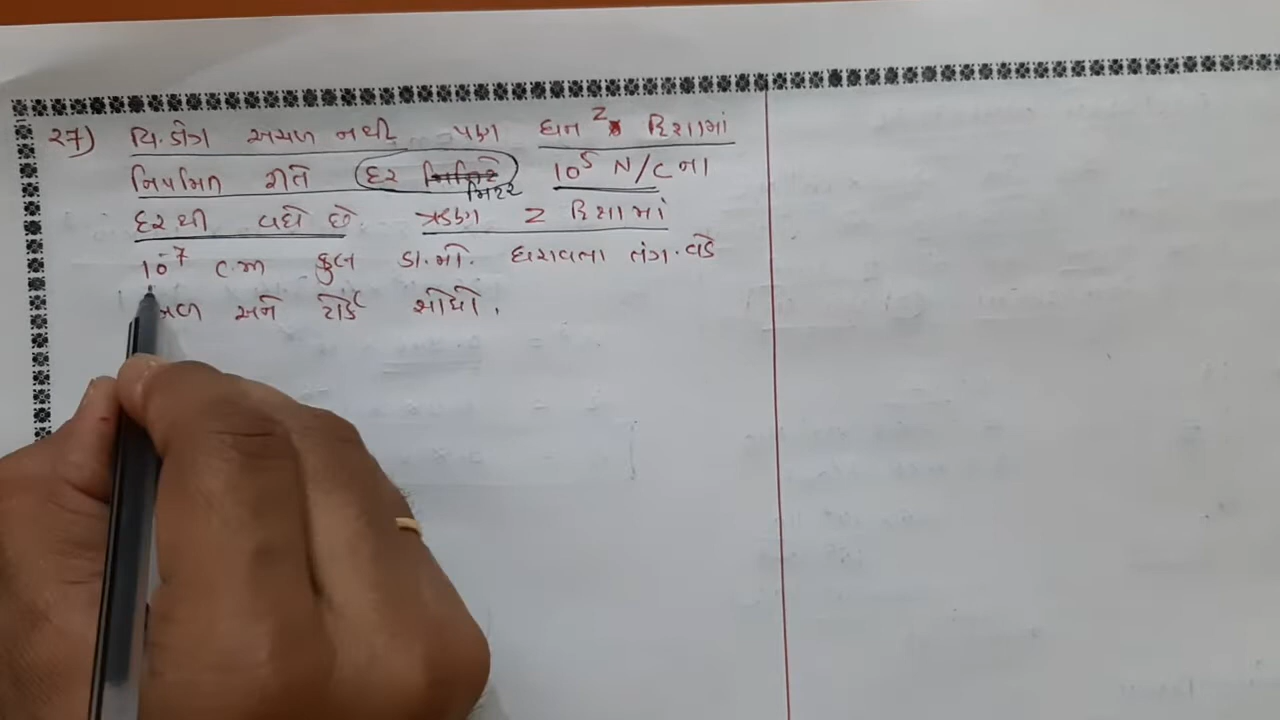 27) વિ.ક્ષેત્ર અચળ નથી પણ ધન Z દિશામાં
નિયમિત રીતે દર મિટર 10⁵ N/C ના
દરથી વધે છે. ઋણ Z દિશામાં
10⁻⁷ c.m કુલ ડા.મો. ધરાવતા તંત્ર. વડે
બળ અને ટોર્ક શોધો.